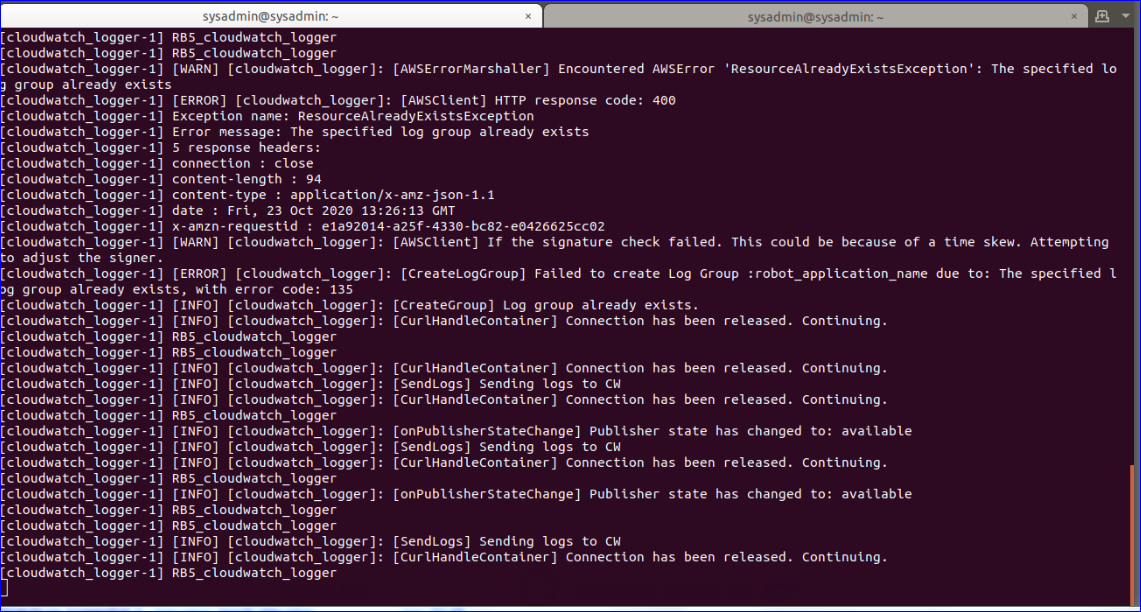 sysadmin@sysadmin: ~ × sysadmin@sysadmin: ~ ×
[cloudwatch_logger-1] RB5_cloudwatch_logger
[cloudwatch_logger-1] RB5_cloudwatch_logger
[cloudwatch_logger-1] [WARN] [cloudwatch_logger]: [AWSErrorMarshaller] Encountered AWSError 'ResourceAlreadyExistsException': The specified lo
g group already exists
[cloudwatch_logger-1] [ERROR] [cloudwatch_logger]: [AWSClient] HTTP response code: 400
[cloudwatch_logger-1] Exception name: ResourceAlreadyExistsException
[cloudwatch_logger-1] Error message: The specified log group already exists
[cloudwatch_logger-1] 5 response headers:
[cloudwatch_logger-1] connection : close
[cloudwatch_logger-1] content-length : 94
[cloudwatch_logger-1] content-type : application/x-amz-json-1.1
[cloudwatch_logger-1] date : Fri, 23 Oct 2020 13:26:13 GMT
[cloudwatch_logger-1] x-amzn-requestid : e1a92014-a25f-4330-bc82-e0426625cc02
[cloudwatch_logger-1] [WARN] [cloudwatch_logger]: [AWSClient] If the signature check failed. This could be because of a time skew. Attempting
to adjust the signer.
[cloudwatch_logger-1] [ERROR] [cloudwatch_logger]: [CreateLogGroup] Failed to create Log Group :robot_application_name due to: The specified l
og group already exists, with error code: 135
[cloudwatch_logger-1] [INFO] [cloudwatch_logger]: [CreateGroup] Log group already exists.
[cloudwatch_logger-1] [INFO] [cloudwatch_logger]: [CurlHandleContainer] Connection has been released. Continuing.
[cloudwatch_logger-1] RB5_cloudwatch_logger
[cloudwatch_logger-1] RB5_cloudwatch_logger
[cloudwatch_logger-1] [INFO] [cloudwatch_logger]: [CurlHandleContainer] Connection has been released. Continuing.
[cloudwatch_logger-1] [INFO] [cloudwatch_logger]: [SendLogs] Sending logs to CW
[cloudwatch_logger-1] [INFO] [cloudwatch_logger]: [CurlHandleContainer] Connection has been released. Continuing.
[cloudwatch_logger-1] RB5_cloudwatch_logger
[cloudwatch_logger-1] [INFO] [cloudwatch_logger]: [onPublisherStateChange] Publisher state has changed to: available
[cloudwatch_logger-1] [INFO] [cloudwatch_logger]: [SendLogs] Sending logs to CW
[cloudwatch_logger-1] [INFO] [cloudwatch_logger]: [CurlHandleContainer] Connection has been released. Continuing.
[cloudwatch_logger-1] RB5_cloudwatch_logger
[cloudwatch_logger-1] [INFO] [cloudwatch_logger]: [onPublisherStateChange] Publisher state has changed to: available
[cloudwatch_logger-1] RB5_cloudwatch_logger
[cloudwatch_logger-1] RB5_cloudwatch_logger
[cloudwatch_logger-1] [INFO] [cloudwatch_logger]: [SendLogs] Sending logs to CW
[cloudwatch_logger-1] [INFO] [cloudwatch_logger]: [CurlHandleContainer] Connection has been released. Continuing.
[cloudwatch_logger-1] RB5_cloudwatch_logger